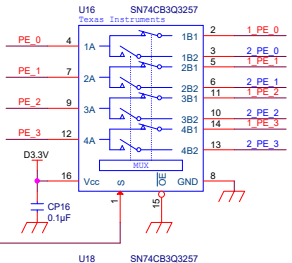 U16 SN74CB3Q3257
Texas Instruments
PE_0 4 1A 1B1 2 1_PE_0
1B2 3 2_PE_0
PE_1 7 2A 2B1 5 1_PE_1
2B2 6 2_PE_1
PE_2 9 3A 3B1 11 1_PE_2
3B2 10 2_PE_2
PE_3 12 4A 4B1 14 1_PE_3
4B2 13 2_PE_3
D3.3V
MUX
16 Vcc S OE GND 8
1 15
CP16
0.1µF
U18 SN74CB3Q3257